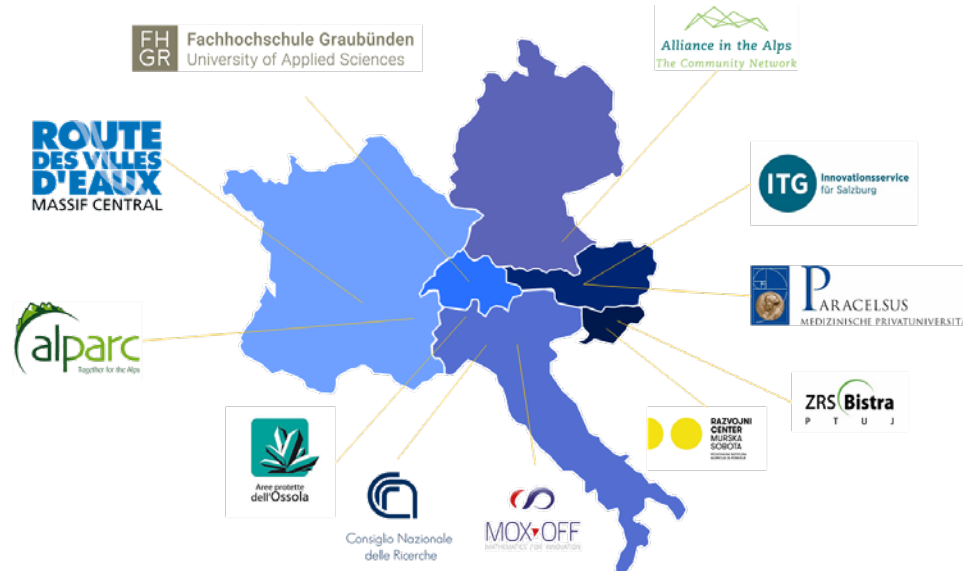 FH
GR
Fachhochschule Graubünden
University of Applied Sciences
Alliance in the Alps
The Community Network
ROUTE
DES VILLES
D'EAUX
MASSIF CENTRAL
ITG
Innovationsservice
für Salzburg
PARACELSUS
MEDIZINISCHE PRIVATUNIVERSITÄ
alparc
Together for the Alps
ZRS Bistra
P T U J
RAZVOJNI
CENTER
MURSKA
SOBOTA
Aree protette
dell'Ossola
Consiglio Nazionale
delle Ricerche
MOX OFF
MATHEMATICS FOR INNOVATION